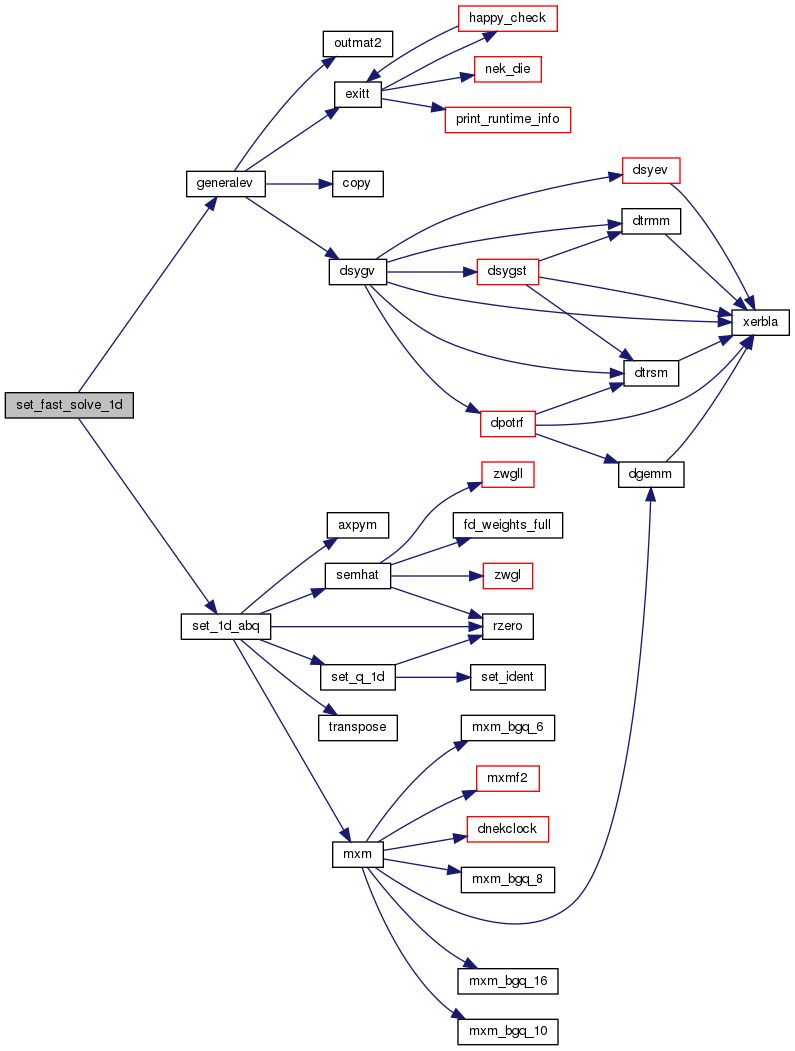 happy_check
outmat2
nek_die
exitt
print_runtime_info
dsyev
generalev
copy
dtrmm
dsygv
dsygst
xerbla
dtrsm
set_fast_solve_1d
dpotrf
zwgll
dgemm
axpym
fd_weights_full
semhat
zwgl
set_1d_abq
rzero
set_q_1d
set_ident
transpose
mxm_bgq_6
mxmf2
dnekclock
mxm
mxm_bgq_8
mxm_bgq_16
mxm_bgq_10